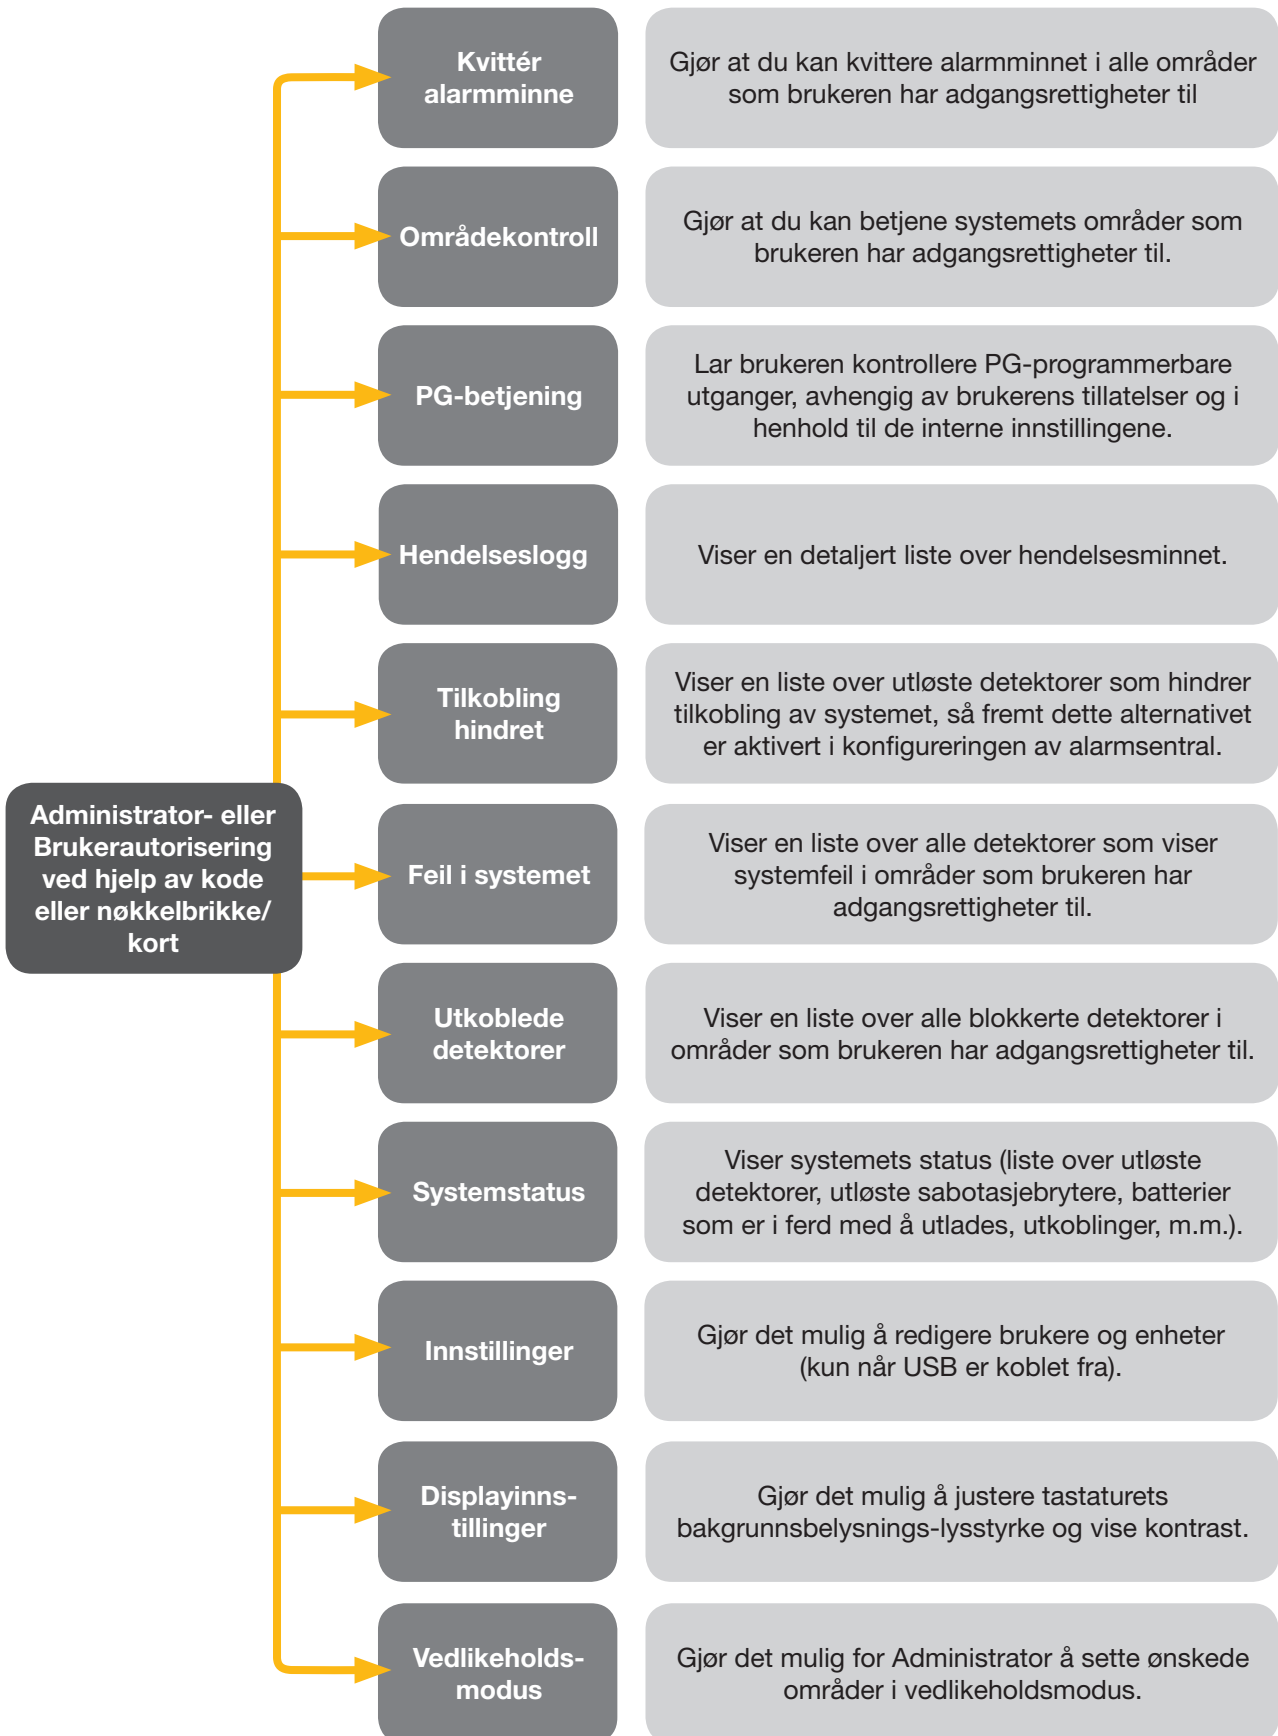 Kvittér
alarmminne
Gjør at du kan kvittere alarmminnet i alle områder
som brukeren har adgangsrettigheter til
Områdekontroll
Gjør at du kan betjene systemets områder som
brukeren har adgangsrettigheter til.
PG-betjening
Lar brukeren kontrollere PG-programmerbare
utganger, avhengig av brukerens tillatelser og i
henhold til de interne innstillingene.
Hendelseslogg
Viser en detaljert liste over hendelsesminnet.
Tilkobling
hindret
Viser en liste over utløste detektorer som hindrer
tilkobling av systemet, så fremt dette alternativet
er aktivert i konfigureringen av alarmsentral.
Administrator- eller
Brukerautorisering
ved hjelp av kode
eller nøkkelbrikke/
kort
Feil i systemet
Viser en liste over alle detektorer som viser
systemfeil i områder som brukeren har
adgangsrettigheter til.
Utkoblede
detektorer
Viser en liste over alle blokkerte detektorer i
områder som brukeren har adgangsrettigheter til.
Systemstatus
Viser systemets status (liste over utløste
detektorer, utløste sabotasjebrytere, batterier
som er i ferd med å utlades, utkoblinger, m.m.).
Innstillinger
Gjør det mulig å redigere brukere og enheter
(kun når USB er koblet fra).
Displayinns-
tillinger
Gjør det mulig å justere tastaturets
bakgrunnsbelysnings-lysstyrke og vise kontrast.
Vedlikeholds-
modus
Gjør det mulig for Administrator å sette ønskede
områder i vedlikeholdsmodus.